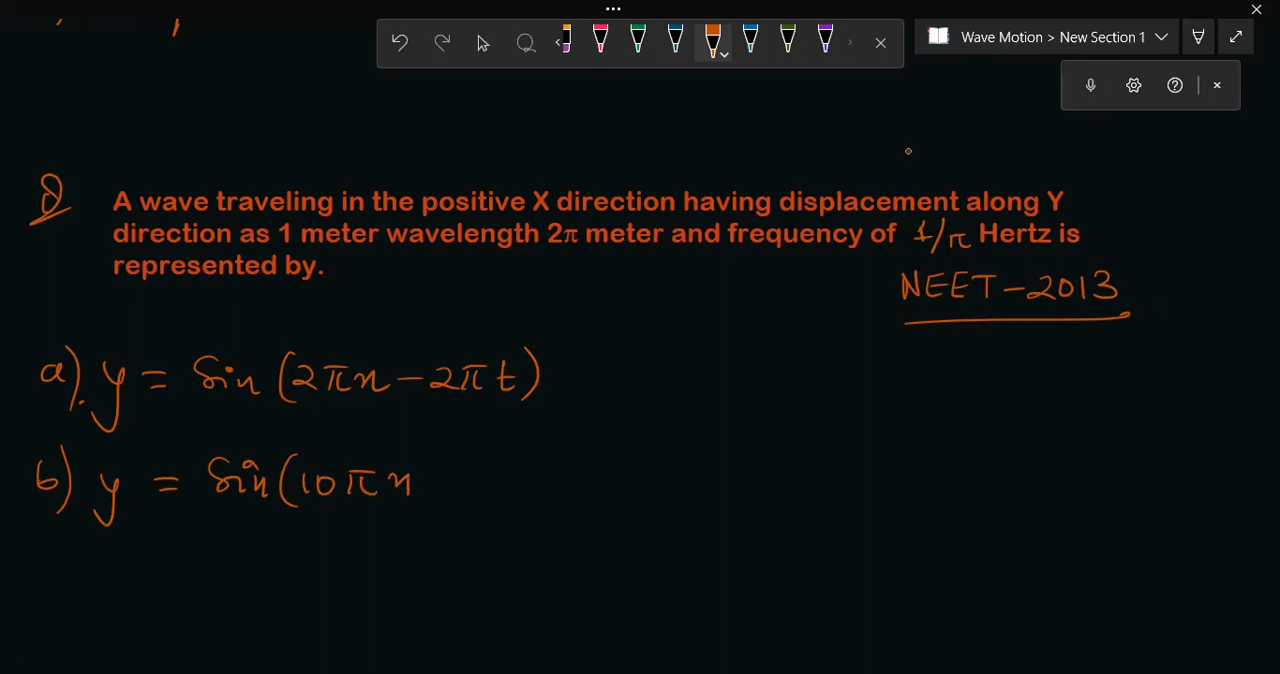 Wave Motion > New Section 1
Q
A wave traveling in the positive X direction having displacement along Y
direction as 1 meter wavelength 2π meter and frequency of 1/π Hertz is
represented by.
NEET-2013
a). y = Sin (2πx - 2πt)
b) y = Sin (10πx